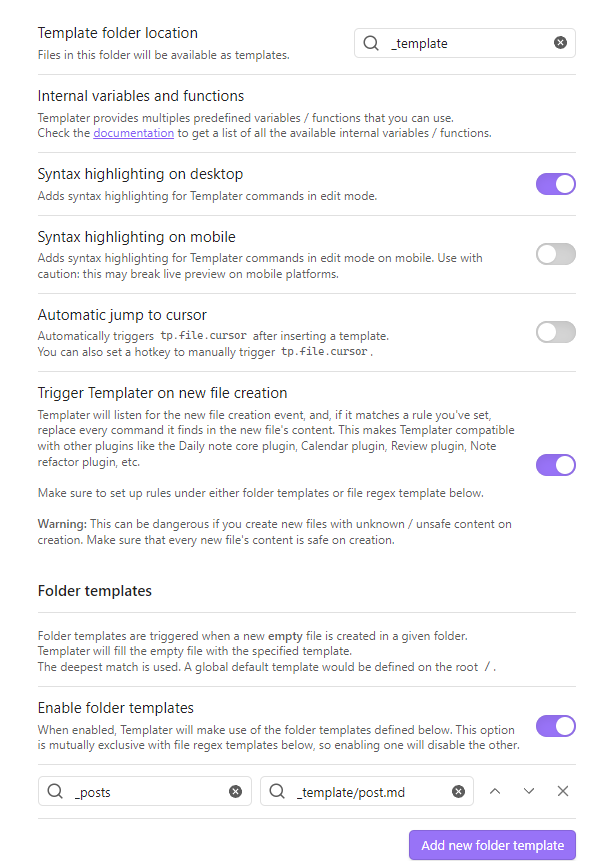 Template folder location
Files in this folder will be available as templates.
_template
Internal variables and functions
Templater provides multiples predefined variables / functions that you can use.
Check the documentation to get a list of all the available internal variables / functions.
Syntax highlighting on desktop
Adds syntax highlighting for Templater commands in edit mode.
Syntax highlighting on mobile
Adds syntax highlighting for Templater commands in edit mode on mobile. Use with
caution: this may break live preview on mobile platforms.
Automatic jump to cursor
Automatically triggers tp.file.cursor after inserting a template.
You can also set a hotkey to manually trigger tp.file.cursor.
Trigger Templater on new file creation
Templater will listen for the new file creation event, and, if it matches a rule you've set,
replace every command it finds in the new file's content. This makes Templater compatible
with other plugins like the Daily note core plugin, Calendar plugin, Review plugin, Note
refactor plugin, etc.
Make sure to set up rules under either folder templates or file regex template below.
Warning: This can be dangerous if you create new files with unknown / unsafe content on
creation. Make sure that every new file's content is safe on creation.
Folder templates
Folder templates are triggered when a new empty file is created in a given folder.
Templater will fill the empty file with the specified template.
The deepest match is used. A global default template would be defined on the root /.
Enable folder templates
When enabled, Templater will make use of the folder templates defined below. This option
is mutually exclusive with file regex templates below, so enabling one will disable the other.
_posts
_template/post.md
Add new folder template